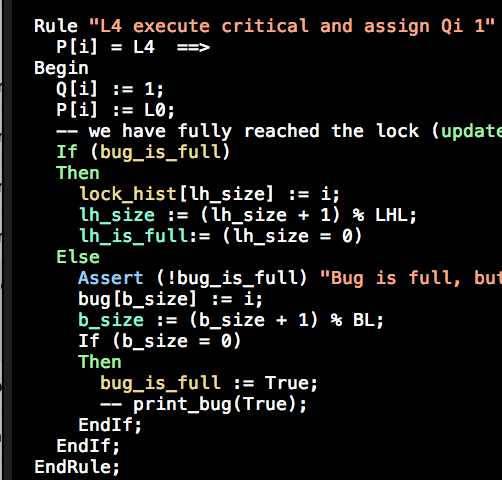 Rule "L4 execute critical and assign Qi 1"
P[i] = L4 ==>
Begin
Q[i] := 1;
P[i] := L0;
-- we have fully reached the lock (update
If (bug_is_full)
Then
lock_hist[lh_size] := i;
lh_size := (lh_size + 1) % LHL;
lh_is_full:= (lh_size = 0)
Else
Assert (!bug_is_full) "Bug is full, but
bug[b_size] := i;
b_size := (b_size + 1) % BL;
If (b_size = 0)
Then
bug_is_full := True;
-- print_bug(True);
EndIf;
EndIf;
EndRule;